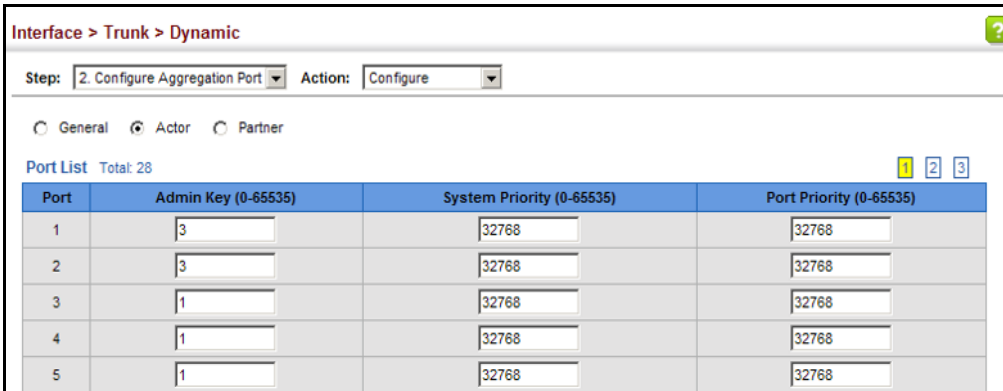 Interface > Trunk > Dynamic
?
Step: 2. Configure Aggregation Port Action: Configure
General Actor Partner
Port List Total: 28 1 2 3
Port Admin Key (0-65535) System Priority (0-65535) Port Priority (0-65535)
1 3 32768 32768
2 3 32768 32768
3 1 32768 32768
4 1 32768 32768
5 1 32768 32768